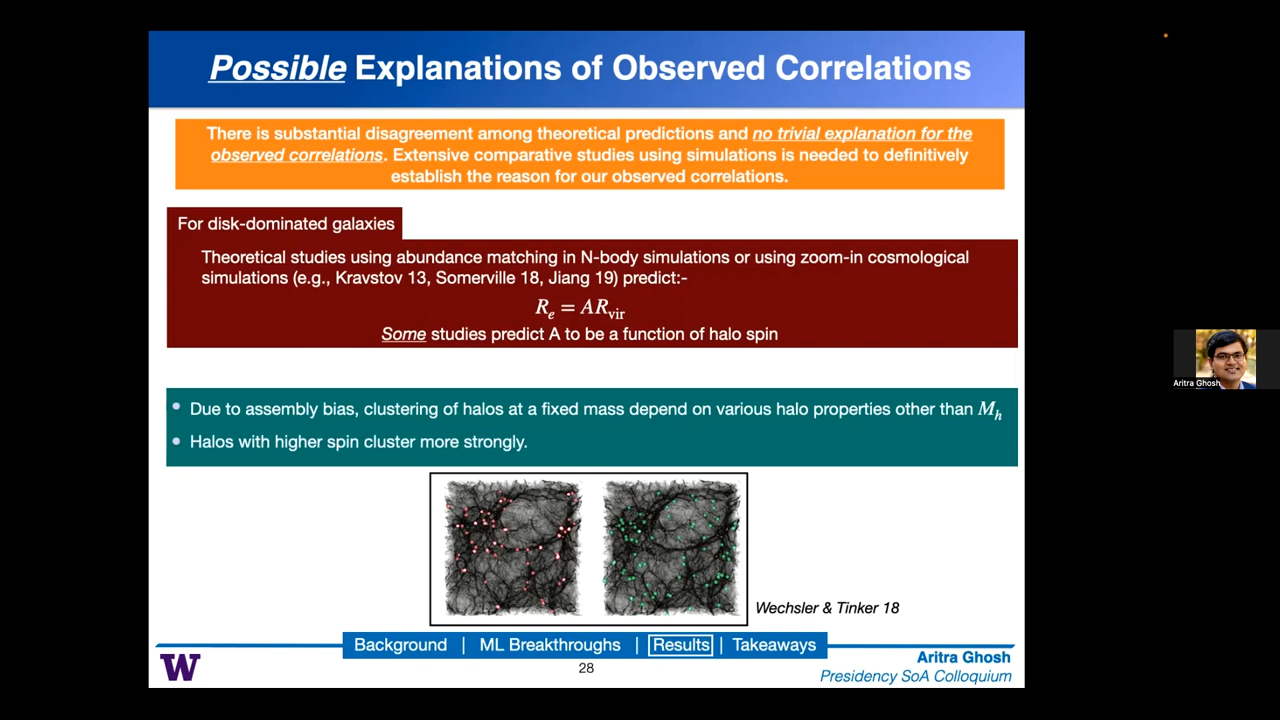 Possible Explanations of Observed Correlations
There is substantial disagreement among theoretical predictions and no trivial explanation for the
observed correlations. Extensive comparative studies using simulations is needed to definitively
establish the reason for our observed correlations.
For disk-dominated galaxies
Theoretical studies using abundance matching in N-body simulations or using zoom-in cosmological
simulations (e.g., Kravstov 13, Somerville 18, Jiang 19) predict:-
R_e = AR_vir
Some studies predict A to be a function of halo spin
• Due to assembly bias, clustering of halos at a fixed mass depend on various halo properties other than M_h
• Halos with higher spin cluster more strongly.
Wechsler & Tinker 18
Background | ML Breakthroughs | Results | Takeaways
W
28
Aritra Ghosh
Presidency SoA Colloquium
Aritra Ghosh